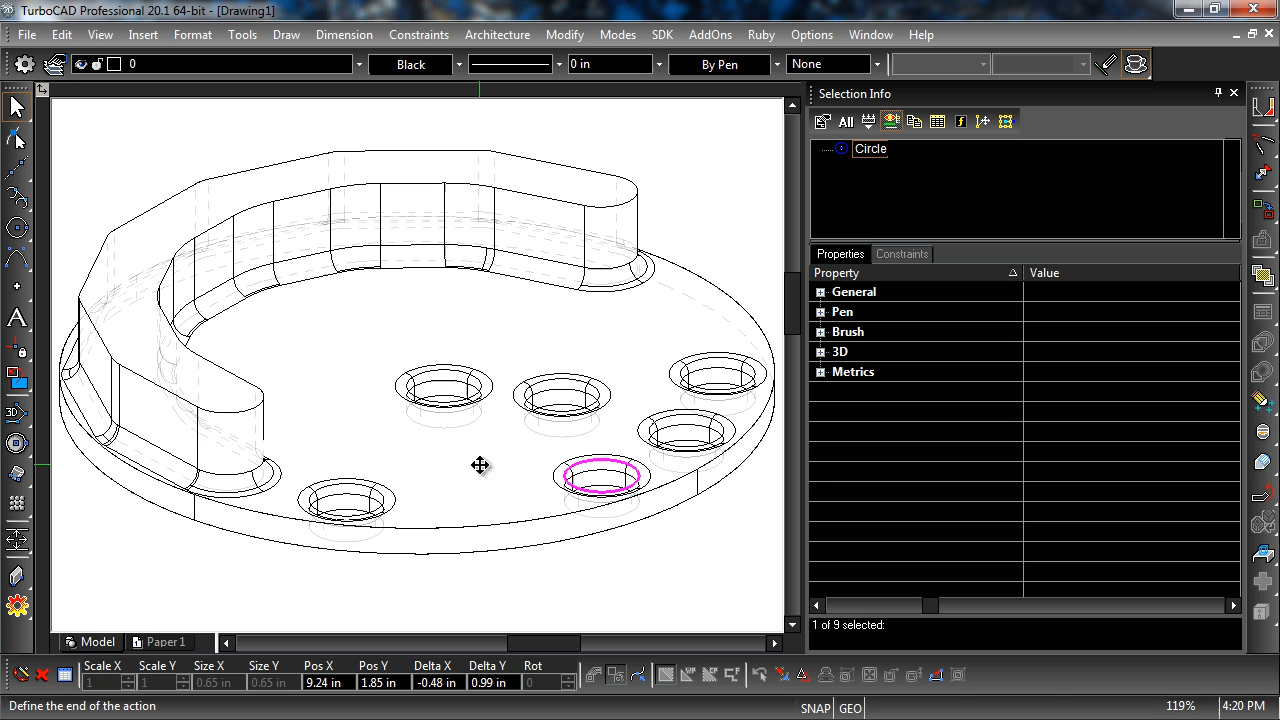 TurboCAD Professional 20.1 64-bit - [Drawing1]
File Edit View Insert Format Tools Draw Dimension Constraints Architecture Modify Modes SDK AddOns Ruby Options Window Help
0 Black 0 in By Pen None
Selection Info
All
Circle
Properties Constraints
Property Value
General
Pen
Brush
3D
Metrics
1 of 9 selected:
Model Paper1
Scale X Scale Y Size X Size Y Pos X Pos Y Delta X Delta Y Rot
1 1 0.65 in 0.65 in 9.24 in 1.85 in -0.48 in 0.99 in 0
Define the end of the action SNAP GEO 119% 4:20 PM